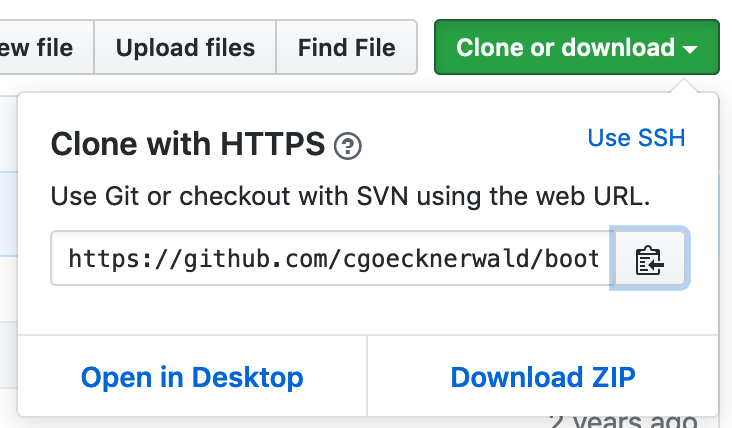 ew file Upload files Find File Clone or download
Clone with HTTPS ?
Use SSH
Use Git or checkout with SVN using the web URL.
https://github.com/cgoecknerwald/boot
Open in Desktop Download ZIP
2 years ago